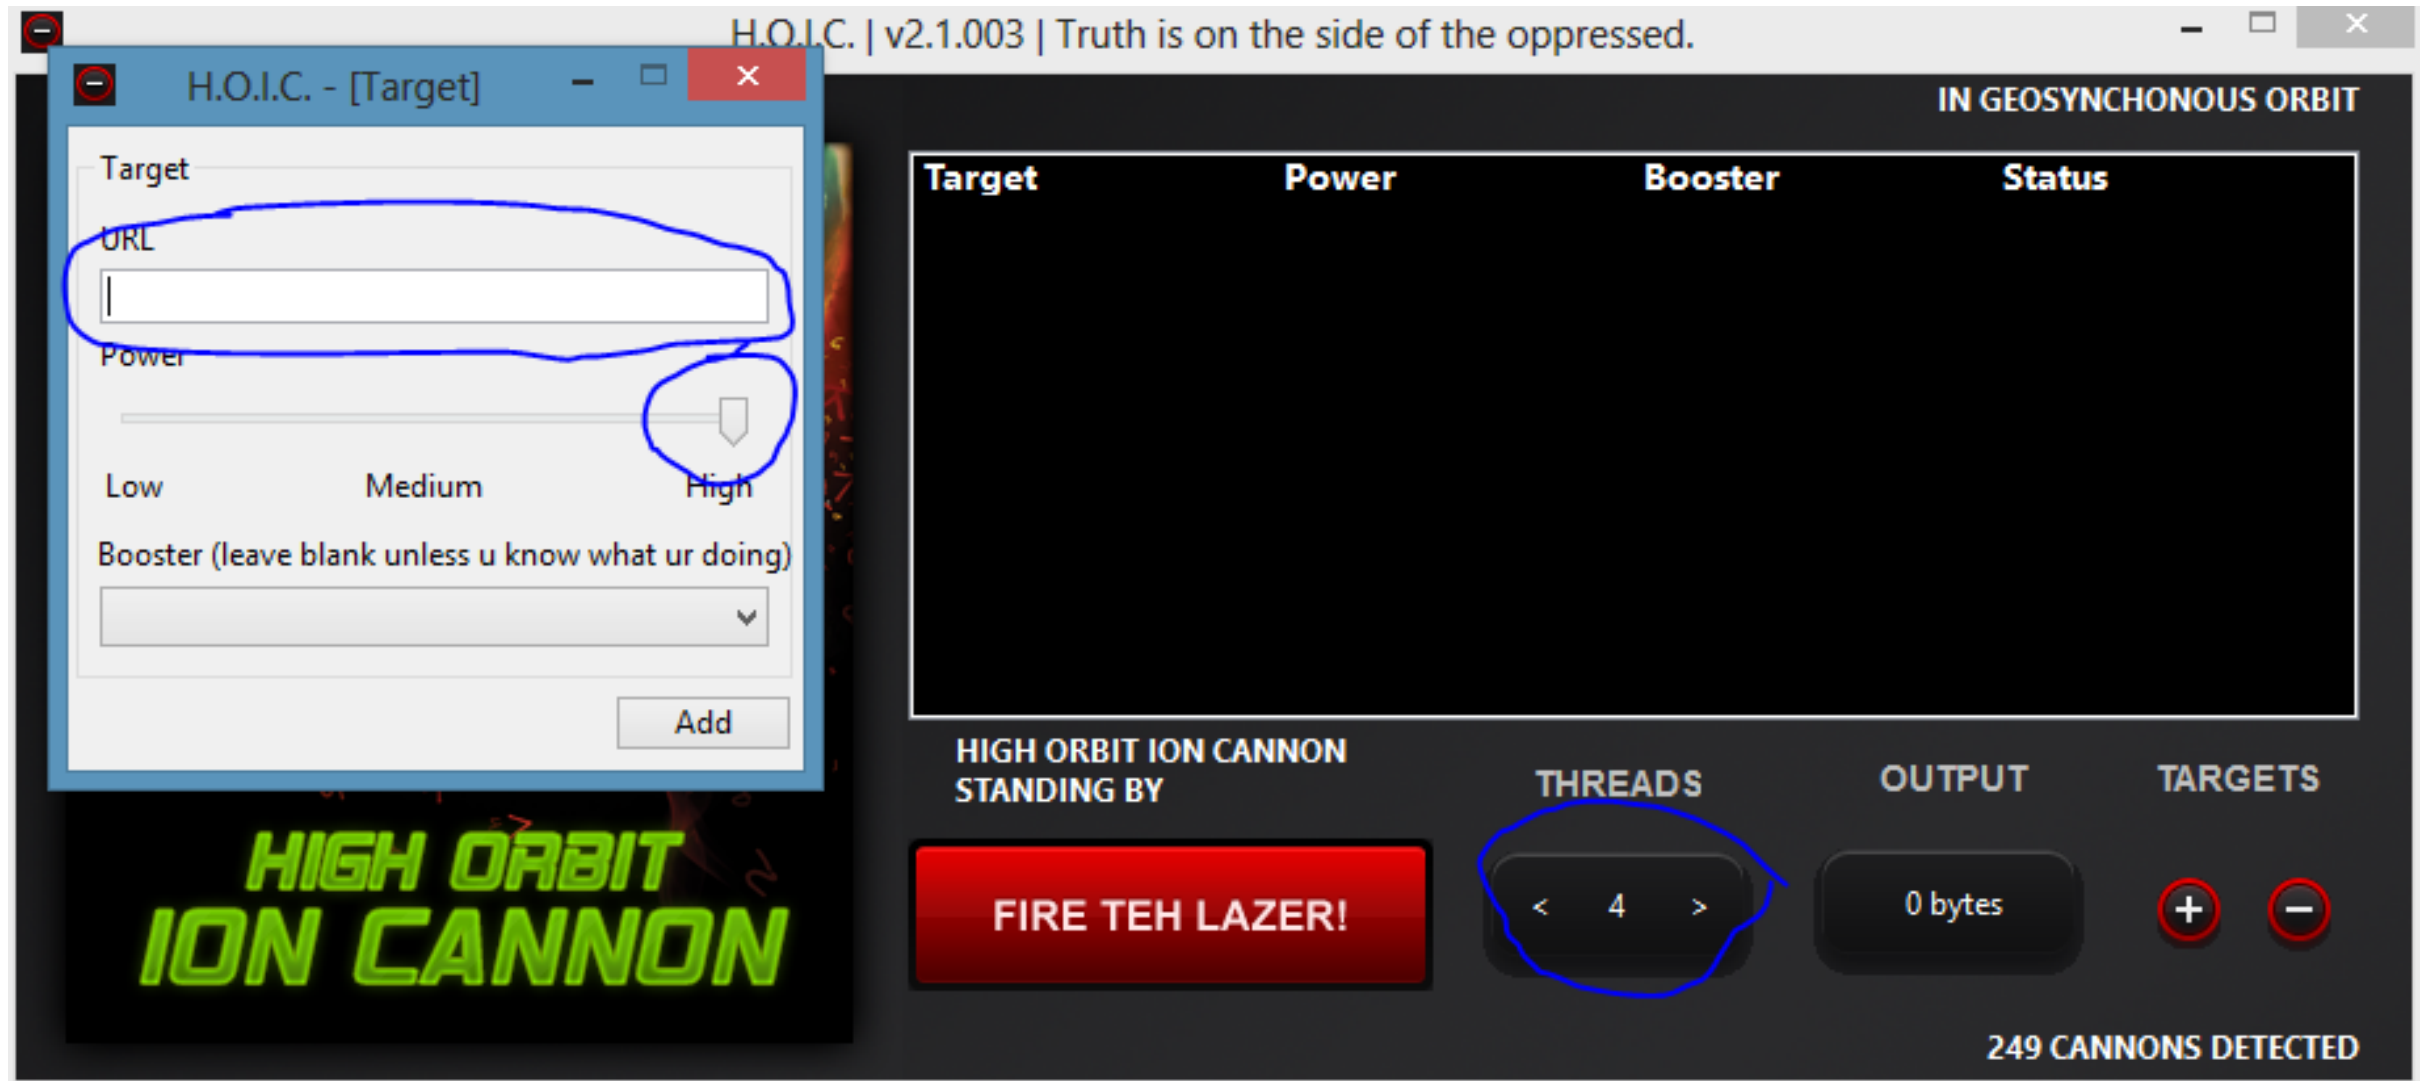 H.O.I.C. | v2.1.003 | Truth is on the side of the oppressed.
H.O.I.C. - [Target]
Target
URL
Power
Low Medium High
Booster (leave blank unless u know what ur doing)
Add
HIGH ORBIT
ION CANNON
IN GEOSYNCHONOUS ORBIT
Target Power Booster Status
HIGH ORBIT ION CANNON
STANDING BY
THREADS OUTPUT TARGETS
FIRE TEH LAZER!
< 4 >
0 bytes
249 CANNONS DETECTED